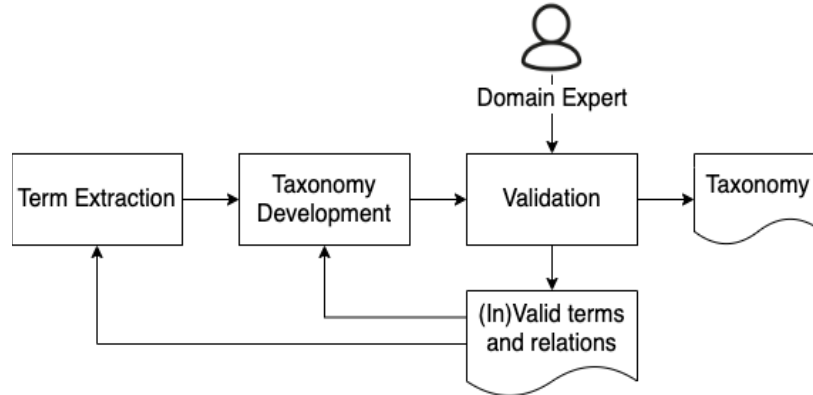 Domain Expert
Term Extraction
Taxonomy
Development
Validation
Taxonomy
(In)Valid terms
and relations